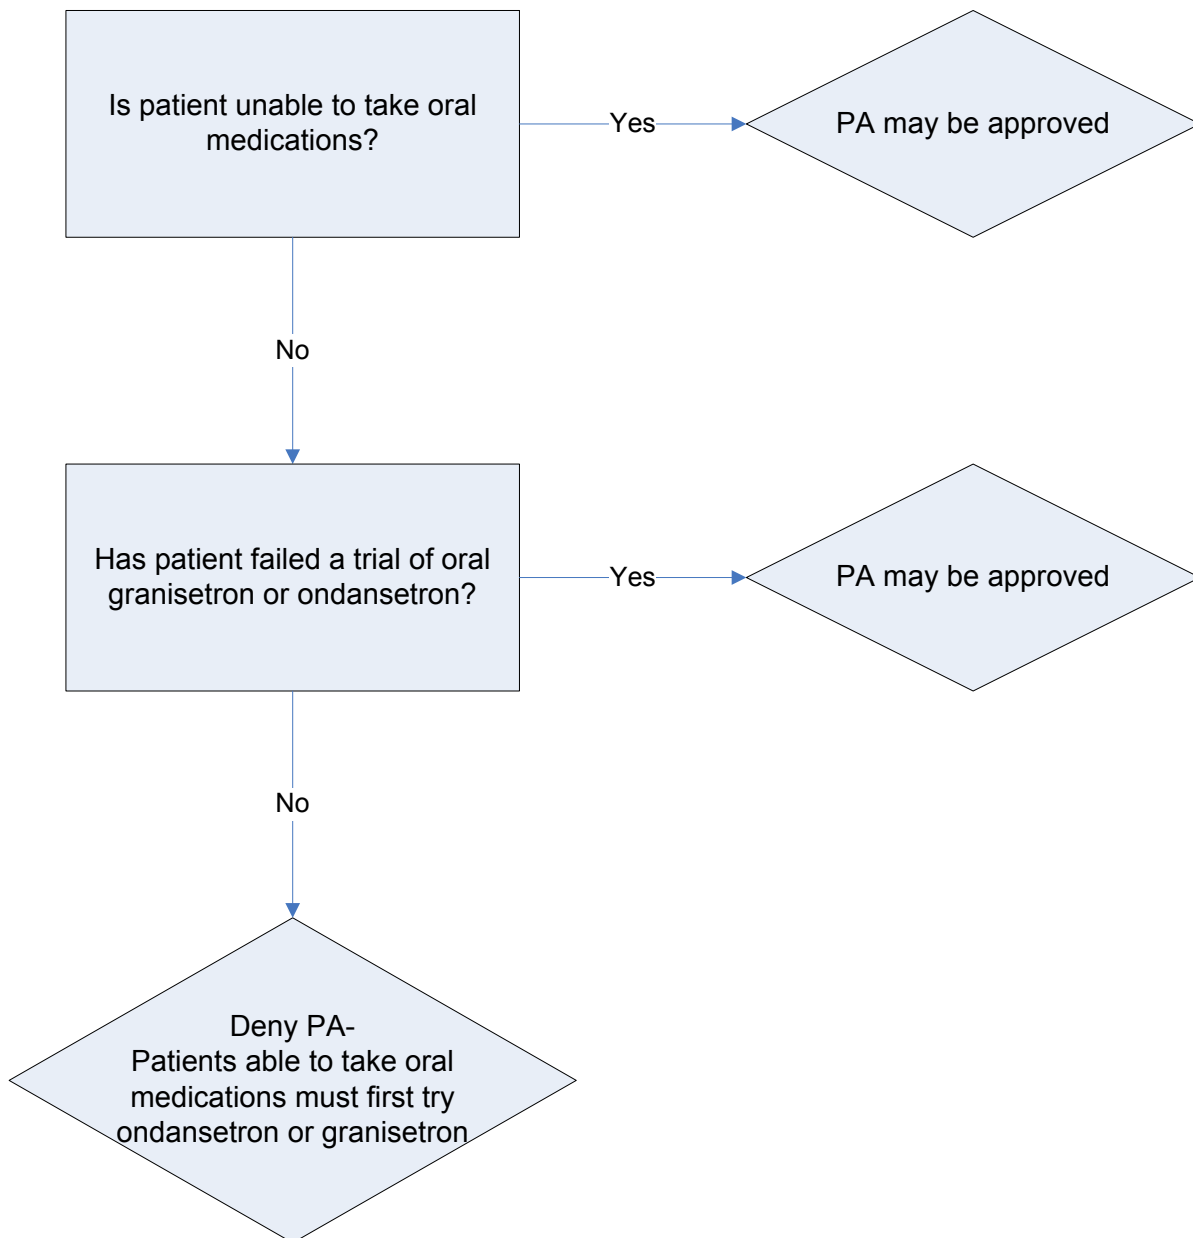 Is patient unable to take oral
medications?
Yes
PA may be approved
No
Has patient failed a trial of oral
granisetron or ondansetron?
Yes
PA may be approved
No
Deny PA-
Patients able to take oral
medications must first try
ondansetron or granisetron